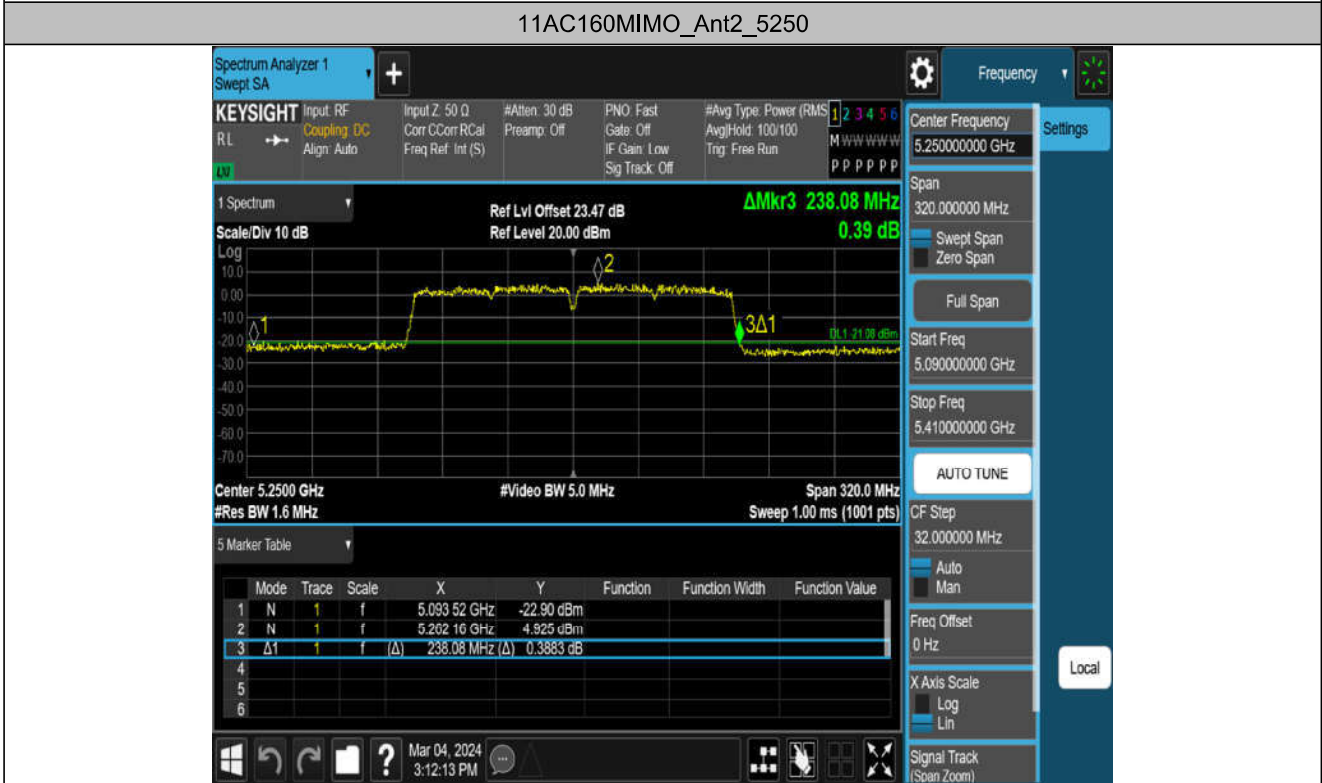 11AC160MIMO_Ant2_5250
Spectrum Analyzer 1
Swept SA
+
Frequency
KEYSIGHT
RL
LXI
Input: RF
Coupling: DC
Align: Auto
Input Z: 50 Ω
Corr CCorr RCal
Freq Ref: Int (S)
#Atten: 30 dB
Preamp: Off
PNO: Fast
Gate: Off
IF Gain: Low
Sig Track: Off
#Avg Type: Power (RMS
Avg|Hold: 100/100
Trig: Free Run
1 2 3 4 5 6
M W W W W W
P P P P P P
Center Frequency
5.250000000 GHz
Settings
Span
320.000000 MHz
Swept Span
Zero Span
Full Span
Start Freq
5.090000000 GHz
Stop Freq
5.410000000 GHz
AUTO TUNE
CF Step
32.000000 MHz
Auto
Man
Freq Offset
0 Hz
X Axis Scale
Log
Lin
Signal Track
(Span Zoom)
Local
1 Spectrum
Scale/Div 10 dB
Ref Lvl Offset 23.47 dB
Ref Level 20.00 dBm
ΔMkr3 238.08 MHz
0.39 dB
Log
10.0
0.00
-10.0
-20.0
-30.0
-40.0
-50.0
-60.0
-70.0
1
2
3Δ1
DL1 -21.08 dBm
Center 5.2500 GHz
#Video BW 5.0 MHz
Span 320.0 MHz
#Res BW 1.6 MHz
Sweep 1.00 ms (1001 pts)
5 Marker Table
Mode Trace Scale X Y Function Function Width Function Value
1 N 1 f 5.093 52 GHz -22.90 dBm
2 N 1 f 5.262 16 GHz 4.925 dBm
3 Δ1 1 f (Δ) 238.08 MHz (Δ) 0.3883 dB
4
5
6
?
Mar 04, 2024
3:12:13 PM